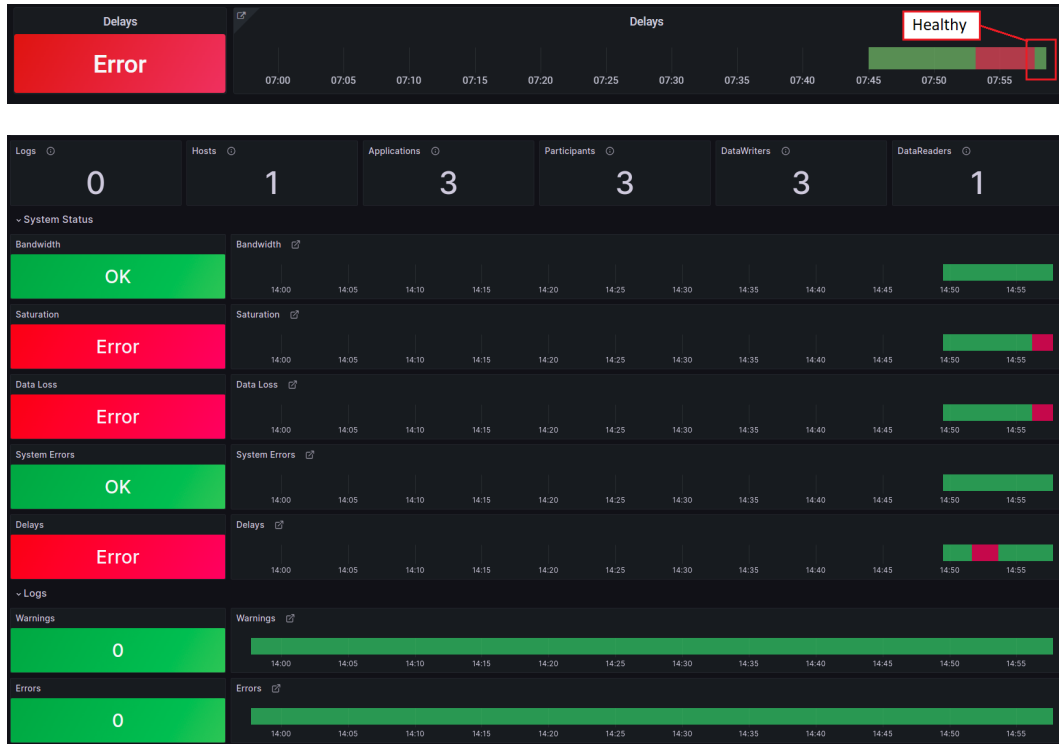 Delays
Delays
Healthy
Error
07:00 07:05 07:10 07:15 07:20 07:25 07:30 07:35 07:40 07:45 07:50 07:55
Logs Hosts Applications Participants DataWriters DataReaders
0 1 3 3 3 1
System Status
Bandwidth
Bandwidth
OK
14:00 14:05 14:10 14:15 14:20 14:25 14:30 14:35 14:40 14:45 14:50 14:55
Saturation
Saturation
Error
14:00 14:05 14:10 14:15 14:20 14:25 14:30 14:35 14:40 14:45 14:50 14:55
Data Loss
Data Loss
Error
14:00 14:05 14:10 14:15 14:20 14:25 14:30 14:35 14:40 14:45 14:50 14:55
System Errors
System Errors
OK
14:00 14:05 14:10 14:15 14:20 14:25 14:30 14:35 14:40 14:45 14:50 14:55
Delays
Delays
Error
14:00 14:05 14:10 14:15 14:20 14:25 14:30 14:35 14:40 14:45 14:50 14:55
Logs
Warnings
Warnings
0
14:00 14:05 14:10 14:15 14:20 14:25 14:30 14:35 14:40 14:45 14:50 14:55
Errors
Errors
0
14:00 14:05 14:10 14:15 14:20 14:25 14:30 14:35 14:40 14:45 14:50 14:55